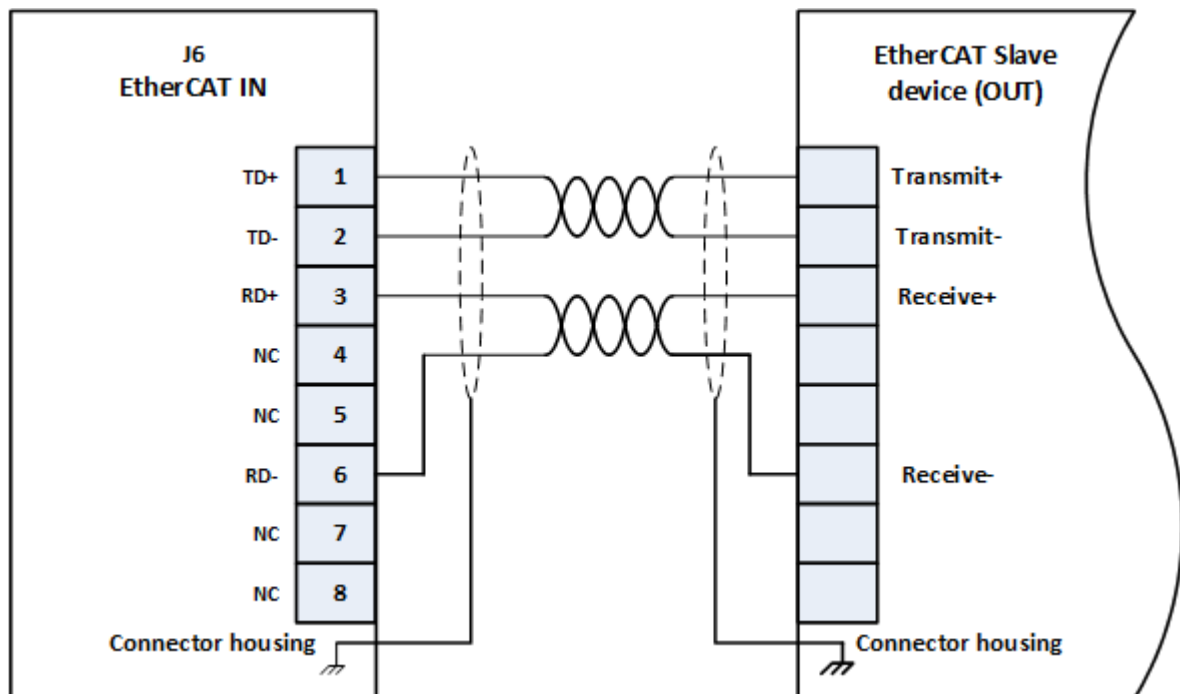 J6
EtherCAT IN
EtherCAT Slave
device (OUT)
TD+ 1 Transmit+
TD- 2 Transmit-
RD+ 3 Receive+
NC 4
NC 5
RD- 6 Receive-
NC 7
NC 8
Connector housing Connector housing